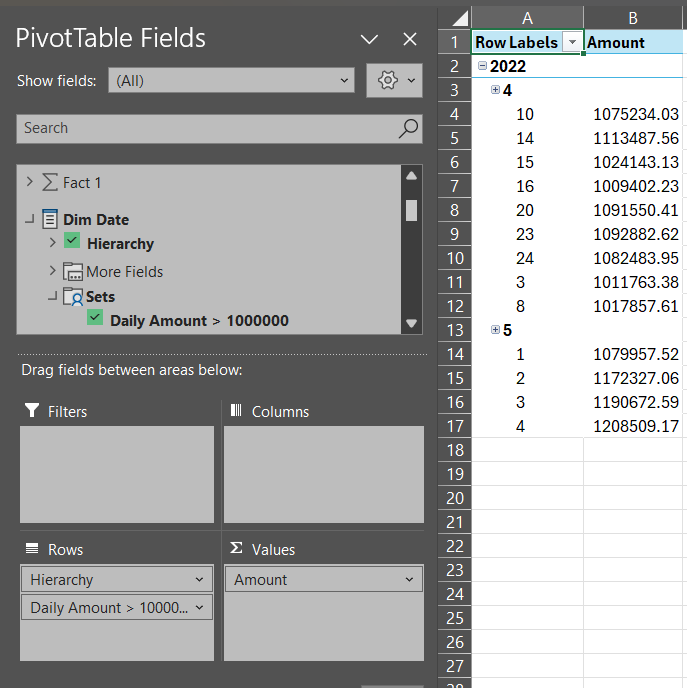 PivotTable Fields
Show fields: (All)
Search
Fact 1
Dim Date
Hierarchy
More Fields
Sets
Daily Amount > 1000000
Drag fields between areas below:
Filters
Columns
Rows
Σ Values
Hierarchy
Daily Amount > 10000...
Amount
A B
1 Row Labels Amount
2 2022
3 4
4 10 1075234.03
5 14 1113487.56
6 15 1024143.13
7 16 1009402.23
8 20 1091550.41
9 23 1092882.62
10 24 1082483.95
11 3 1011763.38
12 8 1017857.61
13 5
14 1 1079957.52
15 2 1172327.06
16 3 1190672.59
17 4 1208509.17
18
19
20
21
22
23
24
25
26
27
28